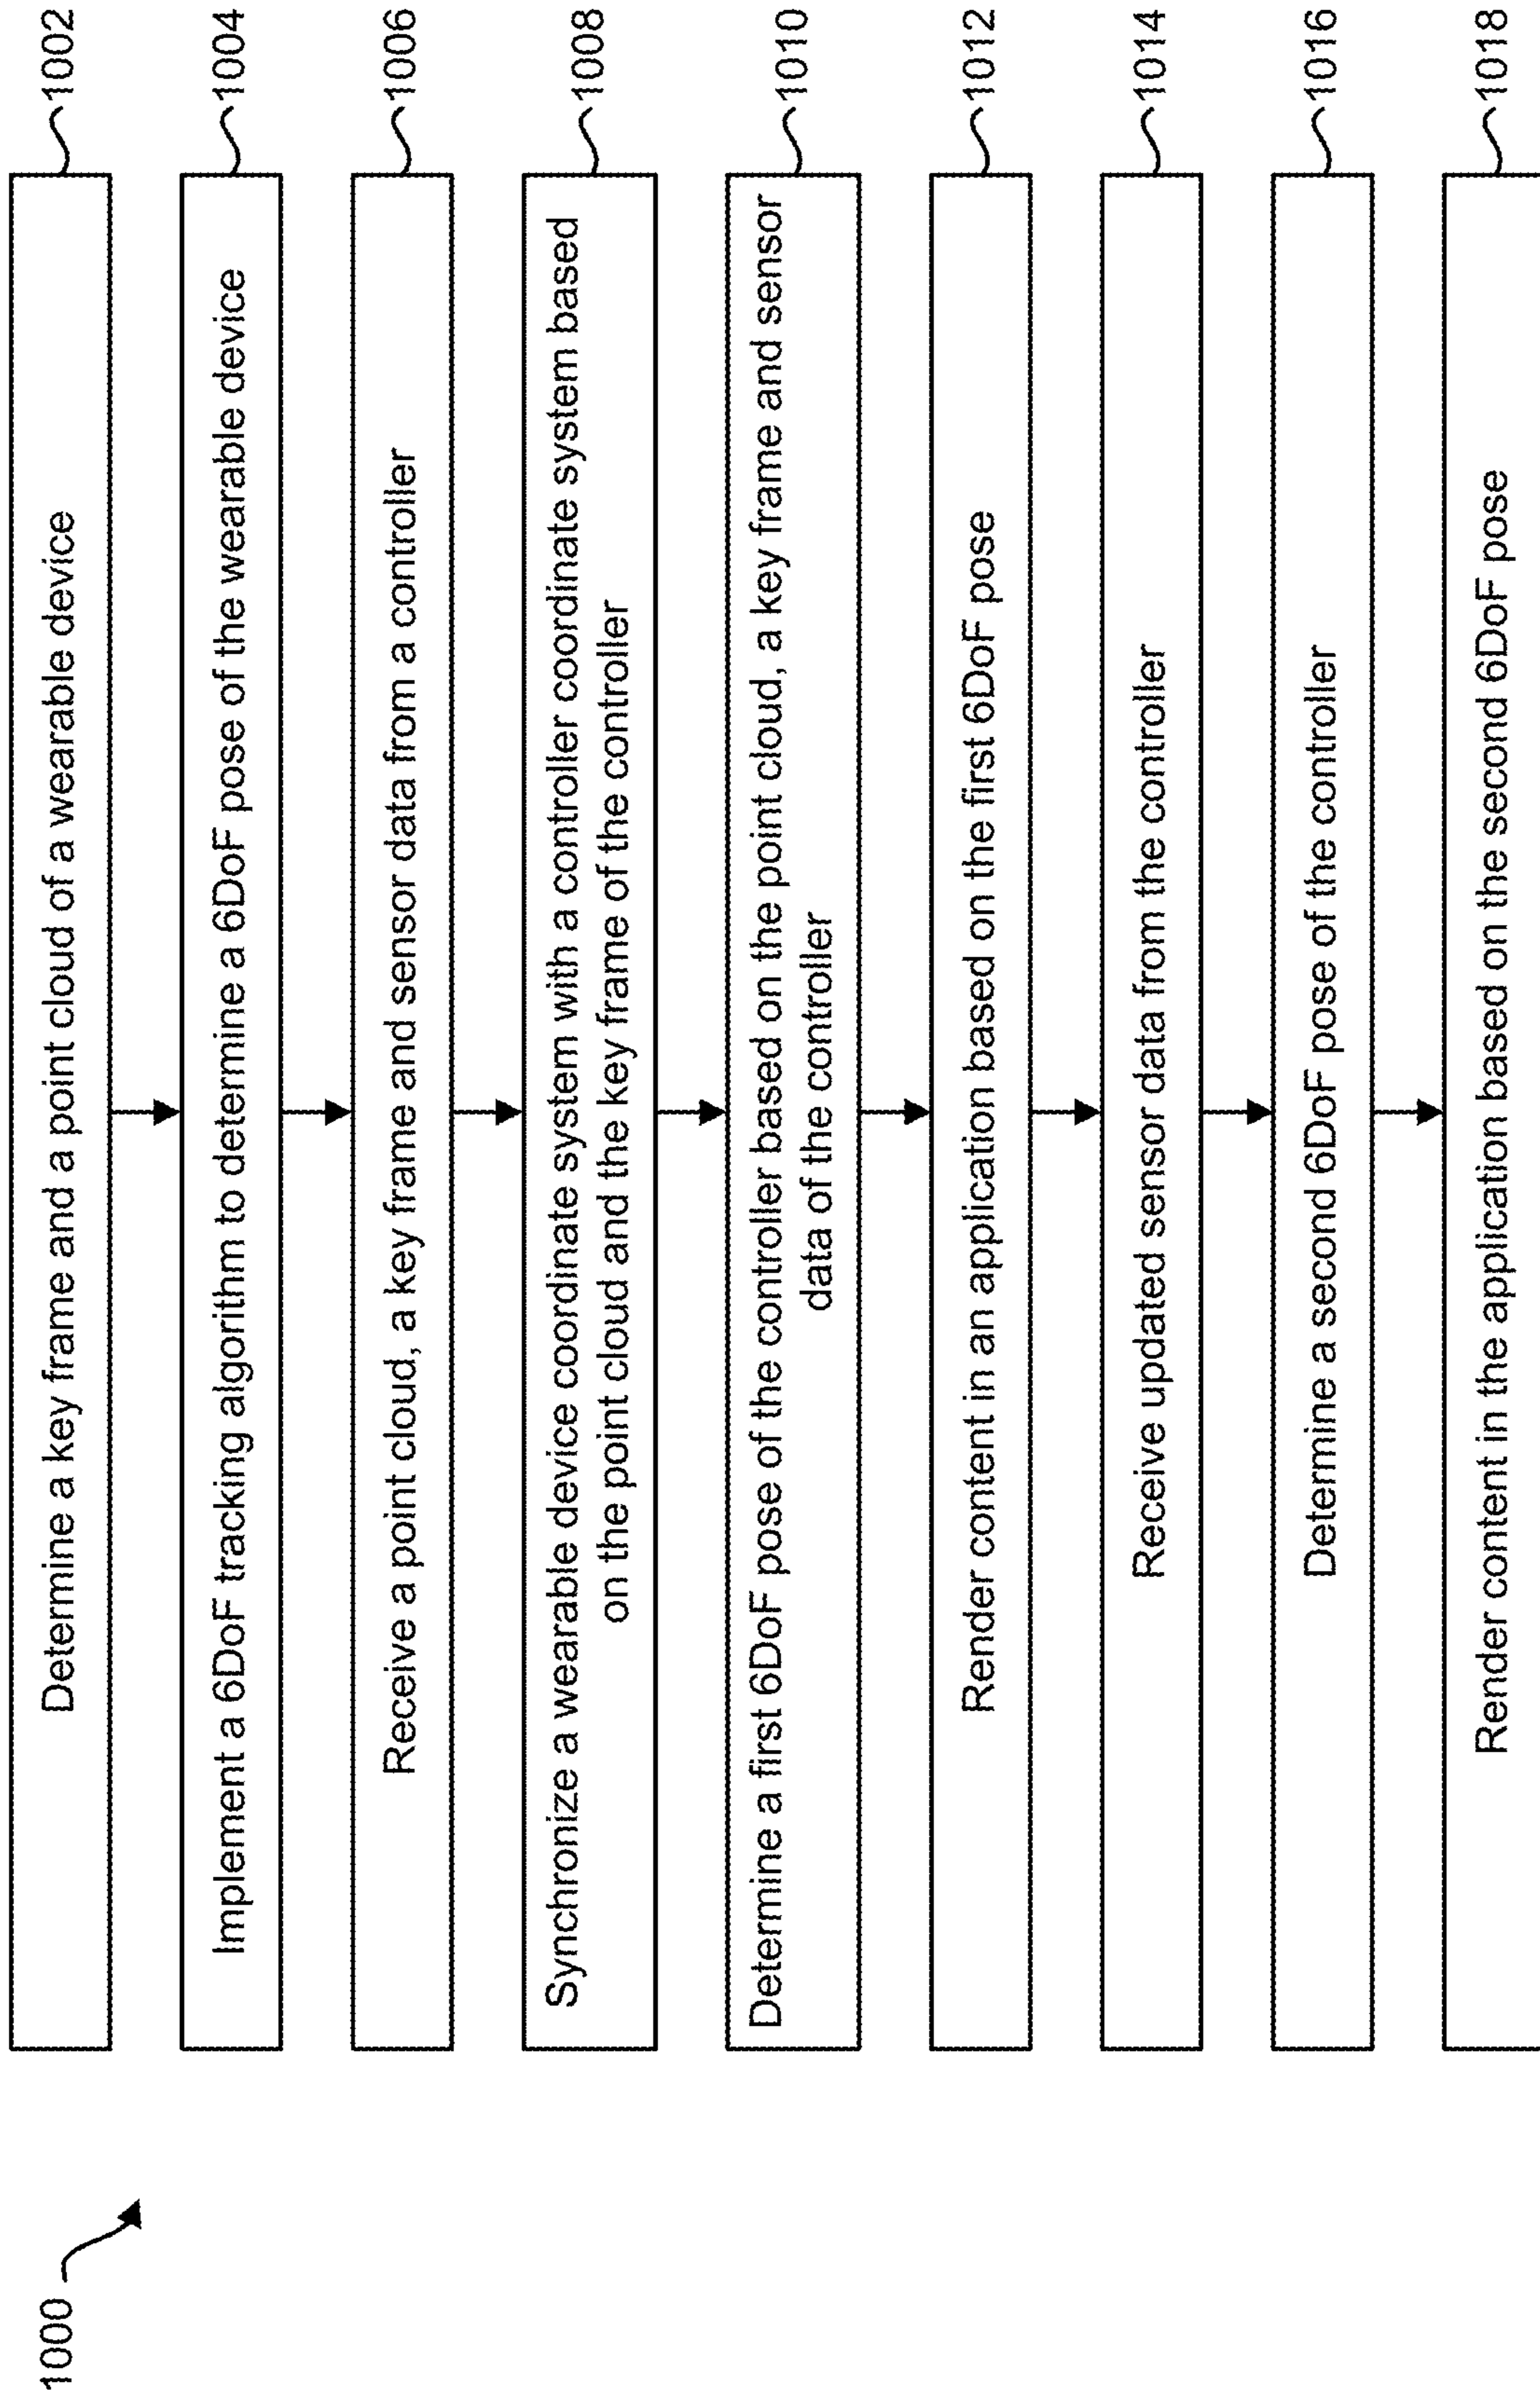 1000
Determine a key frame and a point cloud of a wearable device
1002
Implement a 6DoF tracking algorithm to determine a 6DoF pose of the wearable device
1004
Receive a point cloud, a key frame and sensor data from a controller
1006
Synchronize a wearable device coordinate system with a controller coordinate system based
on the point cloud and the key frame of the controller
1008
Determine a first 6DoF pose of the controller based on the point cloud, a key frame and sensor
data of the controller
1010
Render content in an application based on the first 6DoF pose
1012
Receive updated sensor data from the controller
1014
Determine a second 6DoF pose of the controller
1016
Render content in the application based on the second 6DoF pose
1018